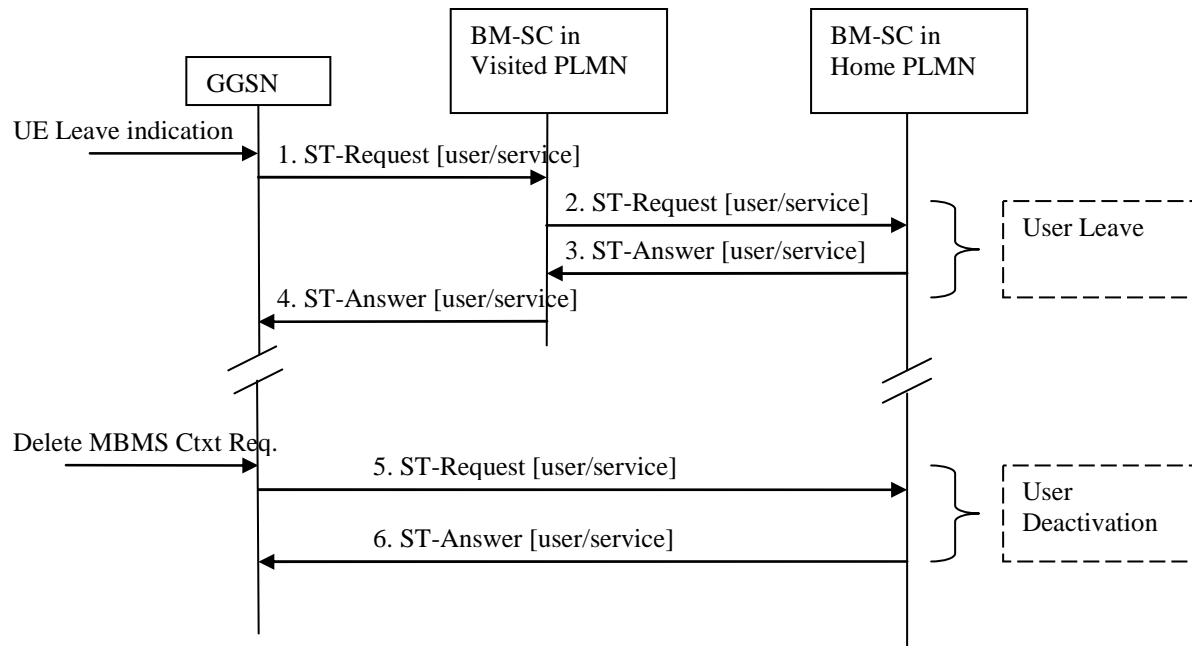 BM-SC in
Visited PLMN
BM-SC in
Home PLMN
GGSN
UE Leave indication
1. ST-Request [user/service]
2. ST-Request [user/service]
User Leave
3. ST-Answer [user/service]
4. ST-Answer [user/service]
Delete MBMS Ctxt Req.
5. ST-Request [user/service]
User
Deactivation
6. ST-Answer [user/service]